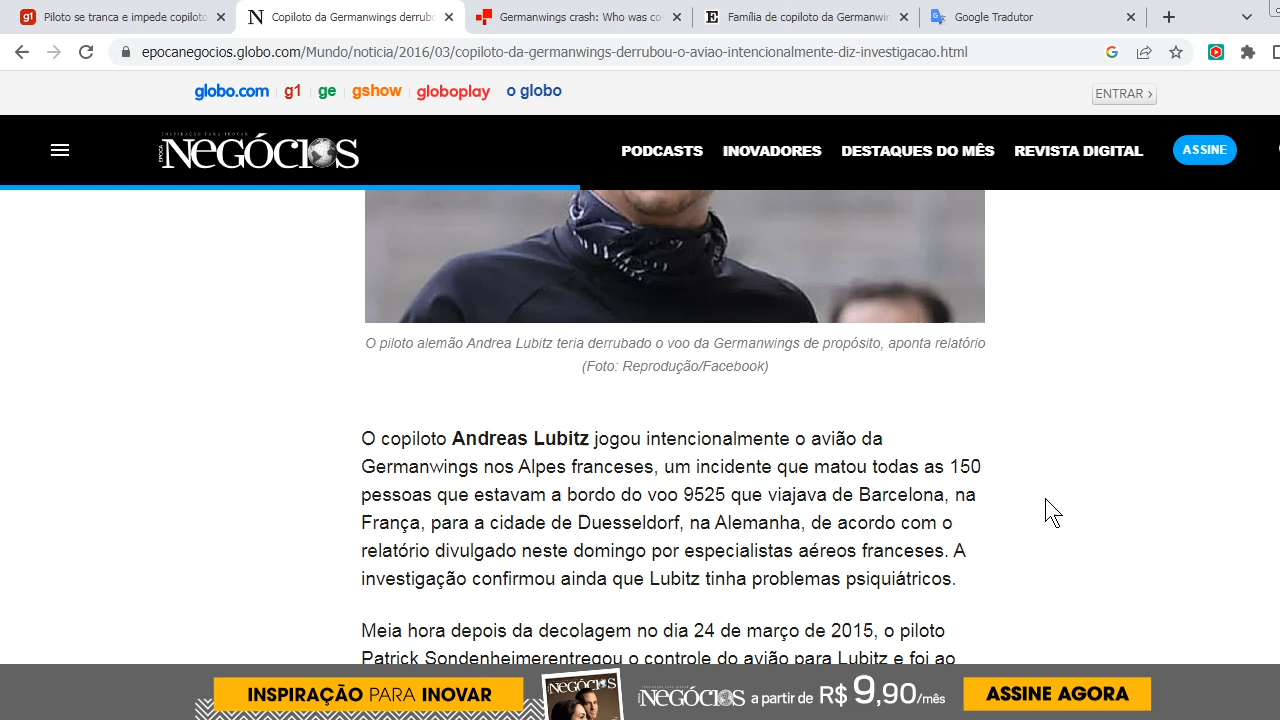 g1 Piloto se tranca e impede copiloto
N Copiloto da Germanwings derrub
Germanwings crash: Who was co
E Família de copiloto da Germanwin
Google Tradutor
epocanegocios.globo.com/Mundo/noticia/2016/03/copiloto-da-germanwings-derrubou-o-aviao-intencionalmente-diz-investigacao.html
globo.com g1 ge gshow globoplay o globo
ENTRAR
INSPIRAÇÃO PARA INOVAR
EPOCA NEGÓCIOS
PODCASTS INOVADORES DESTAQUES DO MÊS REVISTA DIGITAL ASSINE
O piloto alemão Andrea Lubitz teria derrubado o voo da Germanwings de propósito, aponta relatório
(Foto: Reprodução/Facebook)
O copiloto Andreas Lubitz jogou intencionalmente o avião da
Germanwings nos Alpes franceses, um incidente que matou todas as 150
pessoas que estavam a bordo do voo 9525 que viajava de Barcelona, na
França, para a cidade de Duesseldorf, na Alemanha, de acordo com o
relatório divulgado neste domingo por especialistas aéreos franceses. A
investigação confirmou ainda que Lubitz tinha problemas psiquiátricos.
Meia hora depois da decolagem no dia 24 de março de 2015, o piloto
Patrick Sondenheimerentregou o controle do avião para Lubitz e foi ao
INSPIRAÇÃO PARA INOVAR
NEGÓCIOS
NEGÓCIOS a partir de R$ 9,90/mês
ASSINE AGORA